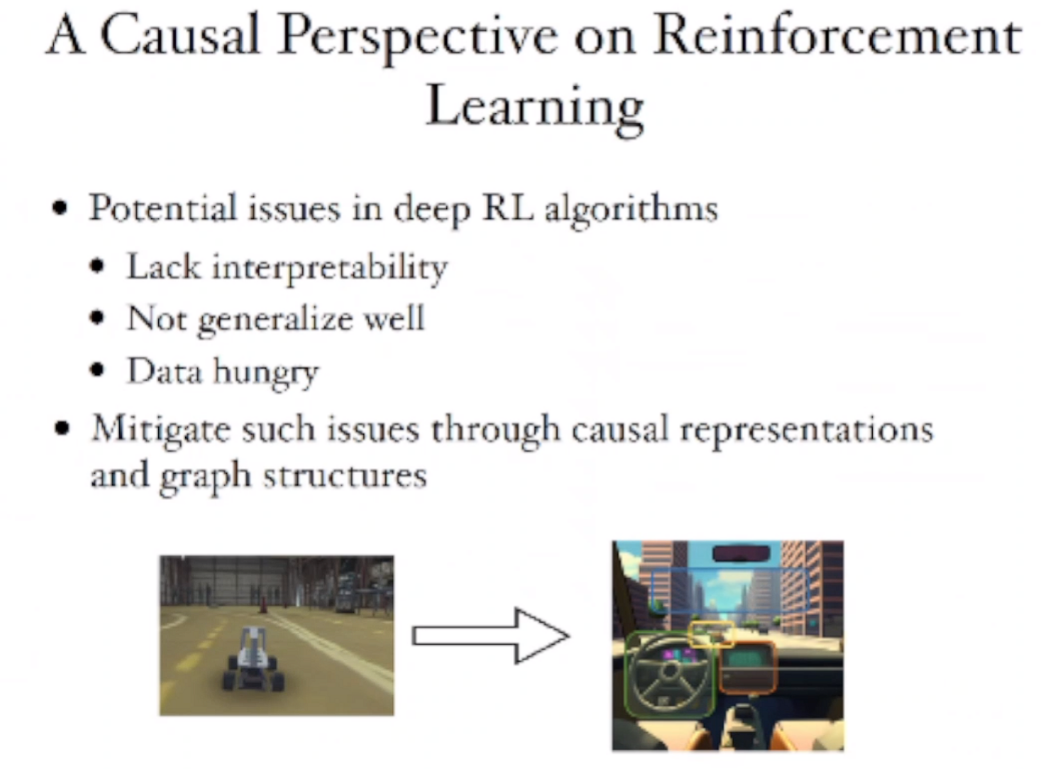 A Causal Perspective on Reinforcement
Learning
• Potential issues in deep RL algorithms
• Lack interpretability
• Not generalize well
• Data hungry
• Mitigate such issues through causal representations
and graph structures